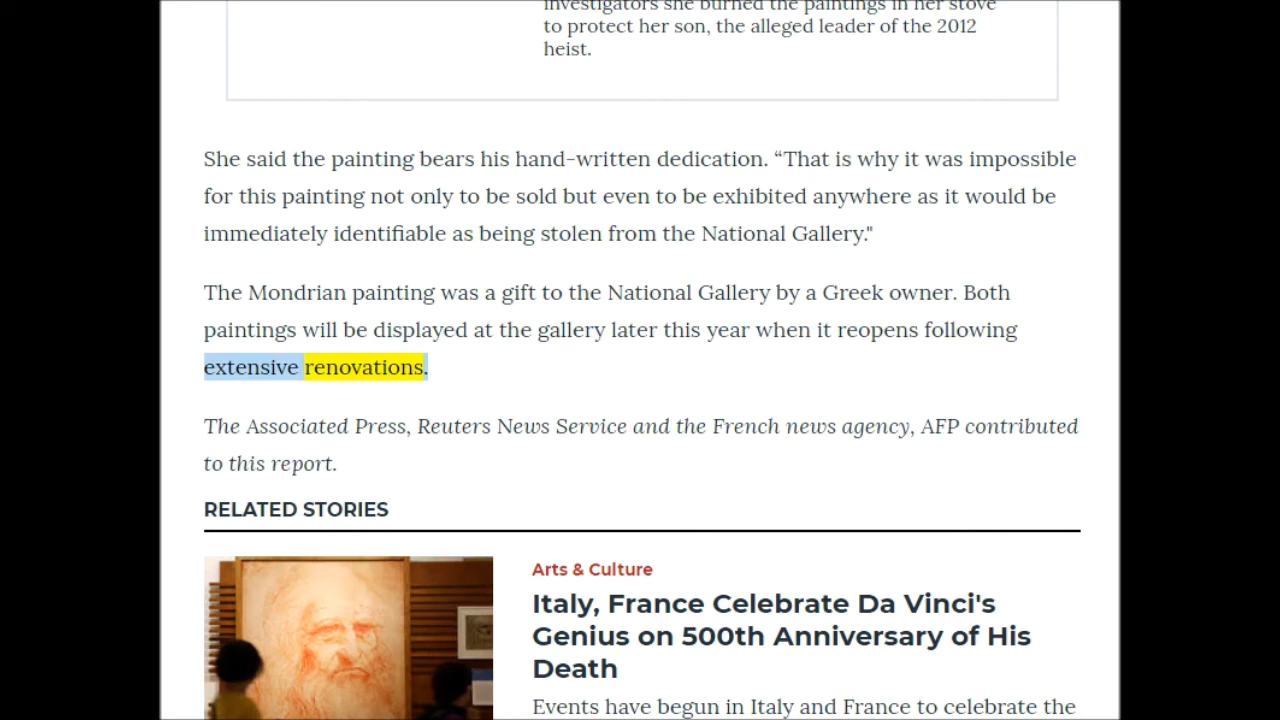 investigators she burned the paintings in her stove
to protect her son, the alleged leader of the 2012
heist.
She said the painting bears his hand-written dedication. “That is why it was impossible
for this painting not only to be sold but even to be exhibited anywhere as it would be
immediately identifiable as being stolen from the National Gallery."
The Mondrian painting was a gift to the National Gallery by a Greek owner. Both
paintings will be displayed at the gallery later this year when it reopens following
extensive renovations.
The Associated Press, Reuters News Service and the French news agency, AFP contributed
to this report.
RELATED STORIES
Arts & Culture
Italy, France Celebrate Da Vinci's
Genius on 500th Anniversary of His
Death
Events have begun in Italy and France to celebrate the